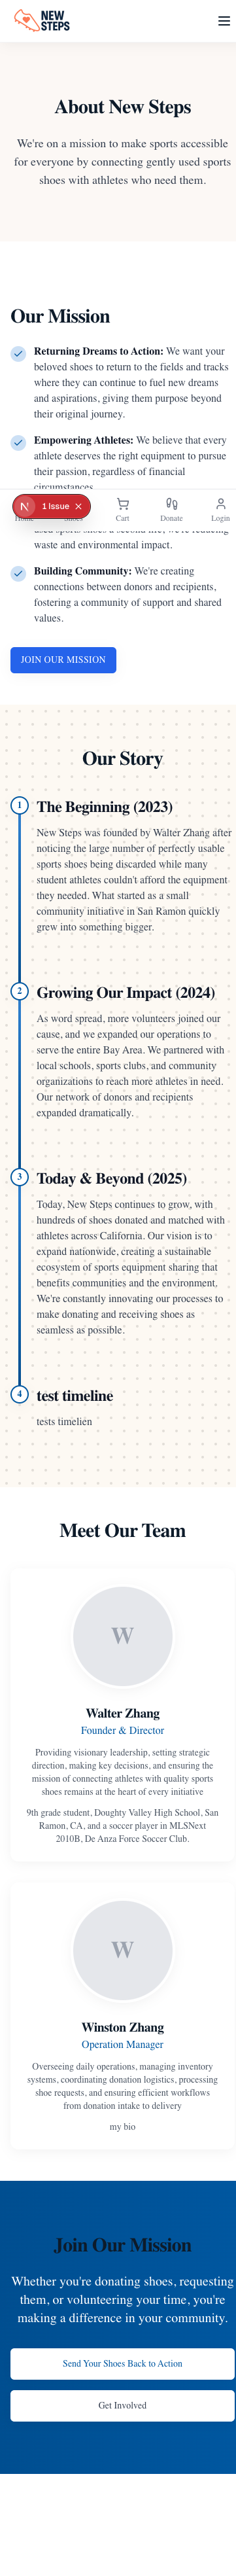 NEW
STEPS
About New Steps
We're on a mission to make sports accessible
for everyone by connecting gently used sports
shoes with athletes who need them.
Our Mission
Returning Dreams to Action: We want your
beloved shoes to return to the fields and tracks
where they can continue to fuel new dreams
and aspirations, giving them purpose beyond
their original journey.
Empowering Athletes: We believe that every
athlete deserves the right equipment to pursue
their passion, regardless of financial
circumstances.
N 1 Issue
Home Shoes Cart Donate Login
used sports shoes a second life, we're reducing
waste and environmental impact.
Building Community: We're creating
connections between donors and recipients,
fostering a community of support and shared
values.
JOIN OUR MISSION
Our Story
1 The Beginning (2023)
New Steps was founded by Walter Zhang after
noticing the large number of perfectly usable
sports shoes being discarded while many
student athletes couldn't afford the equipment
they needed. What started as a small
community initiative in San Ramon quickly
grew into something bigger.
2 Growing Our Impact (2024)
As word spread, more volunteers joined our
cause, and we expanded our operations to
serve the entire Bay Area. We partnered with
local schools, sports clubs, and community
organizations to reach more athletes in need.
Our network of donors and recipients
expanded dramatically.
3 Today & Beyond (2025)
Today, New Steps continues to grow, with
hundreds of shoes donated and matched with
athletes across California. Our vision is to
expand nationwide, creating a sustainable
ecosystem of sports equipment sharing that
benefits communities and the environment.
We're constantly innovating our processes to
make donating and receiving shoes as
seamless as possible.
4 test timeline
tests timelien
Meet Our Team
W
Walter Zhang
Founder & Director
Providing visionary leadership, setting strategic
direction, making key decisions, and ensuring the
mission of connecting athletes with quality sports
shoes remains at the heart of every initiative
9th grade student, Doughty Valley High School, San
Ramon, CA, and a soccer player in MLSNext
2010B, De Anza Force Soccer Club.
W
Winston Zhang
Operation Manager
Overseeing daily operations, managing inventory
systems, coordinating donation logistics, processing
shoe requests, and ensuring efficient workflows
from donation intake to delivery
my bio
Join Our Mission
Whether you're donating shoes, requesting
them, or volunteering your time, you're
making a difference in your community.
Send Your Shoes Back to Action
Get Involved